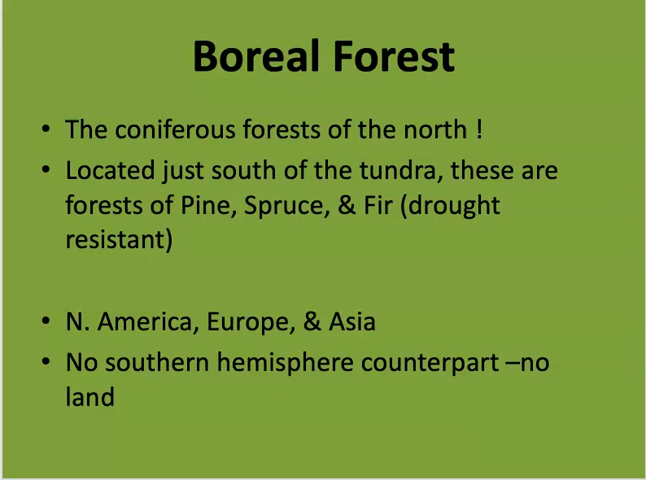 Boreal Forest
• The coniferous forests of the north !
• Located just south of the tundra, these are
forests of Pine, Spruce, & Fir (drought
resistant)
• N. America, Europe, & Asia
• No southern hemisphere counterpart –no
land